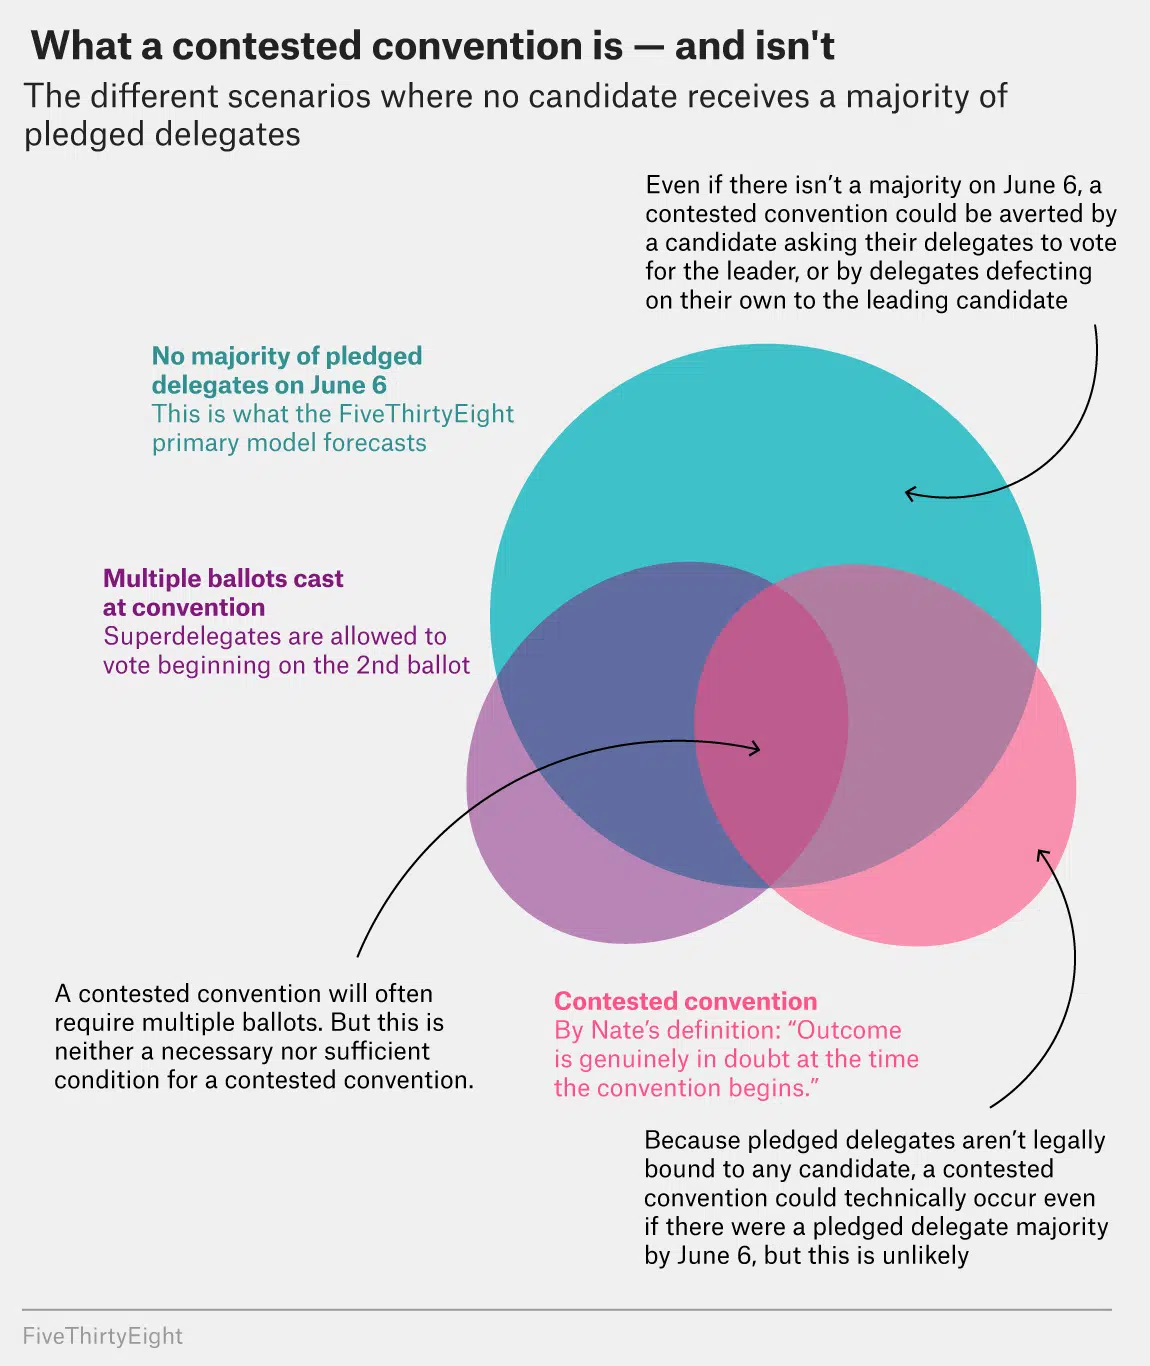 What a contested convention is — and isn't
The different scenarios where no candidate receives a majority of
pledged delegates
Even if there isn’t a majority on June 6, a
contested convention could be averted by
a candidate asking their delegates to vote
for the leader, or by delegates defecting
on their own to the leading candidate
No majority of pledged
delegates on June 6
This is what the FiveThirtyEight
primary model forecasts
Multiple ballots cast
at convention
Superdelegates are allowed to
vote beginning on the 2nd ballot
A contested convention will often
require multiple ballots. But this is
neither a necessary nor sufficient
condition for a contested convention.
Contested convention
By Nate’s definition: “Outcome
is genuinely in doubt at the time
the convention begins.”
Because pledged delegates aren’t legally
bound to any candidate, a contested
convention could technically occur even
if there were a pledged delegate majority
by June 6, but this is unlikely
FiveThirtyEight